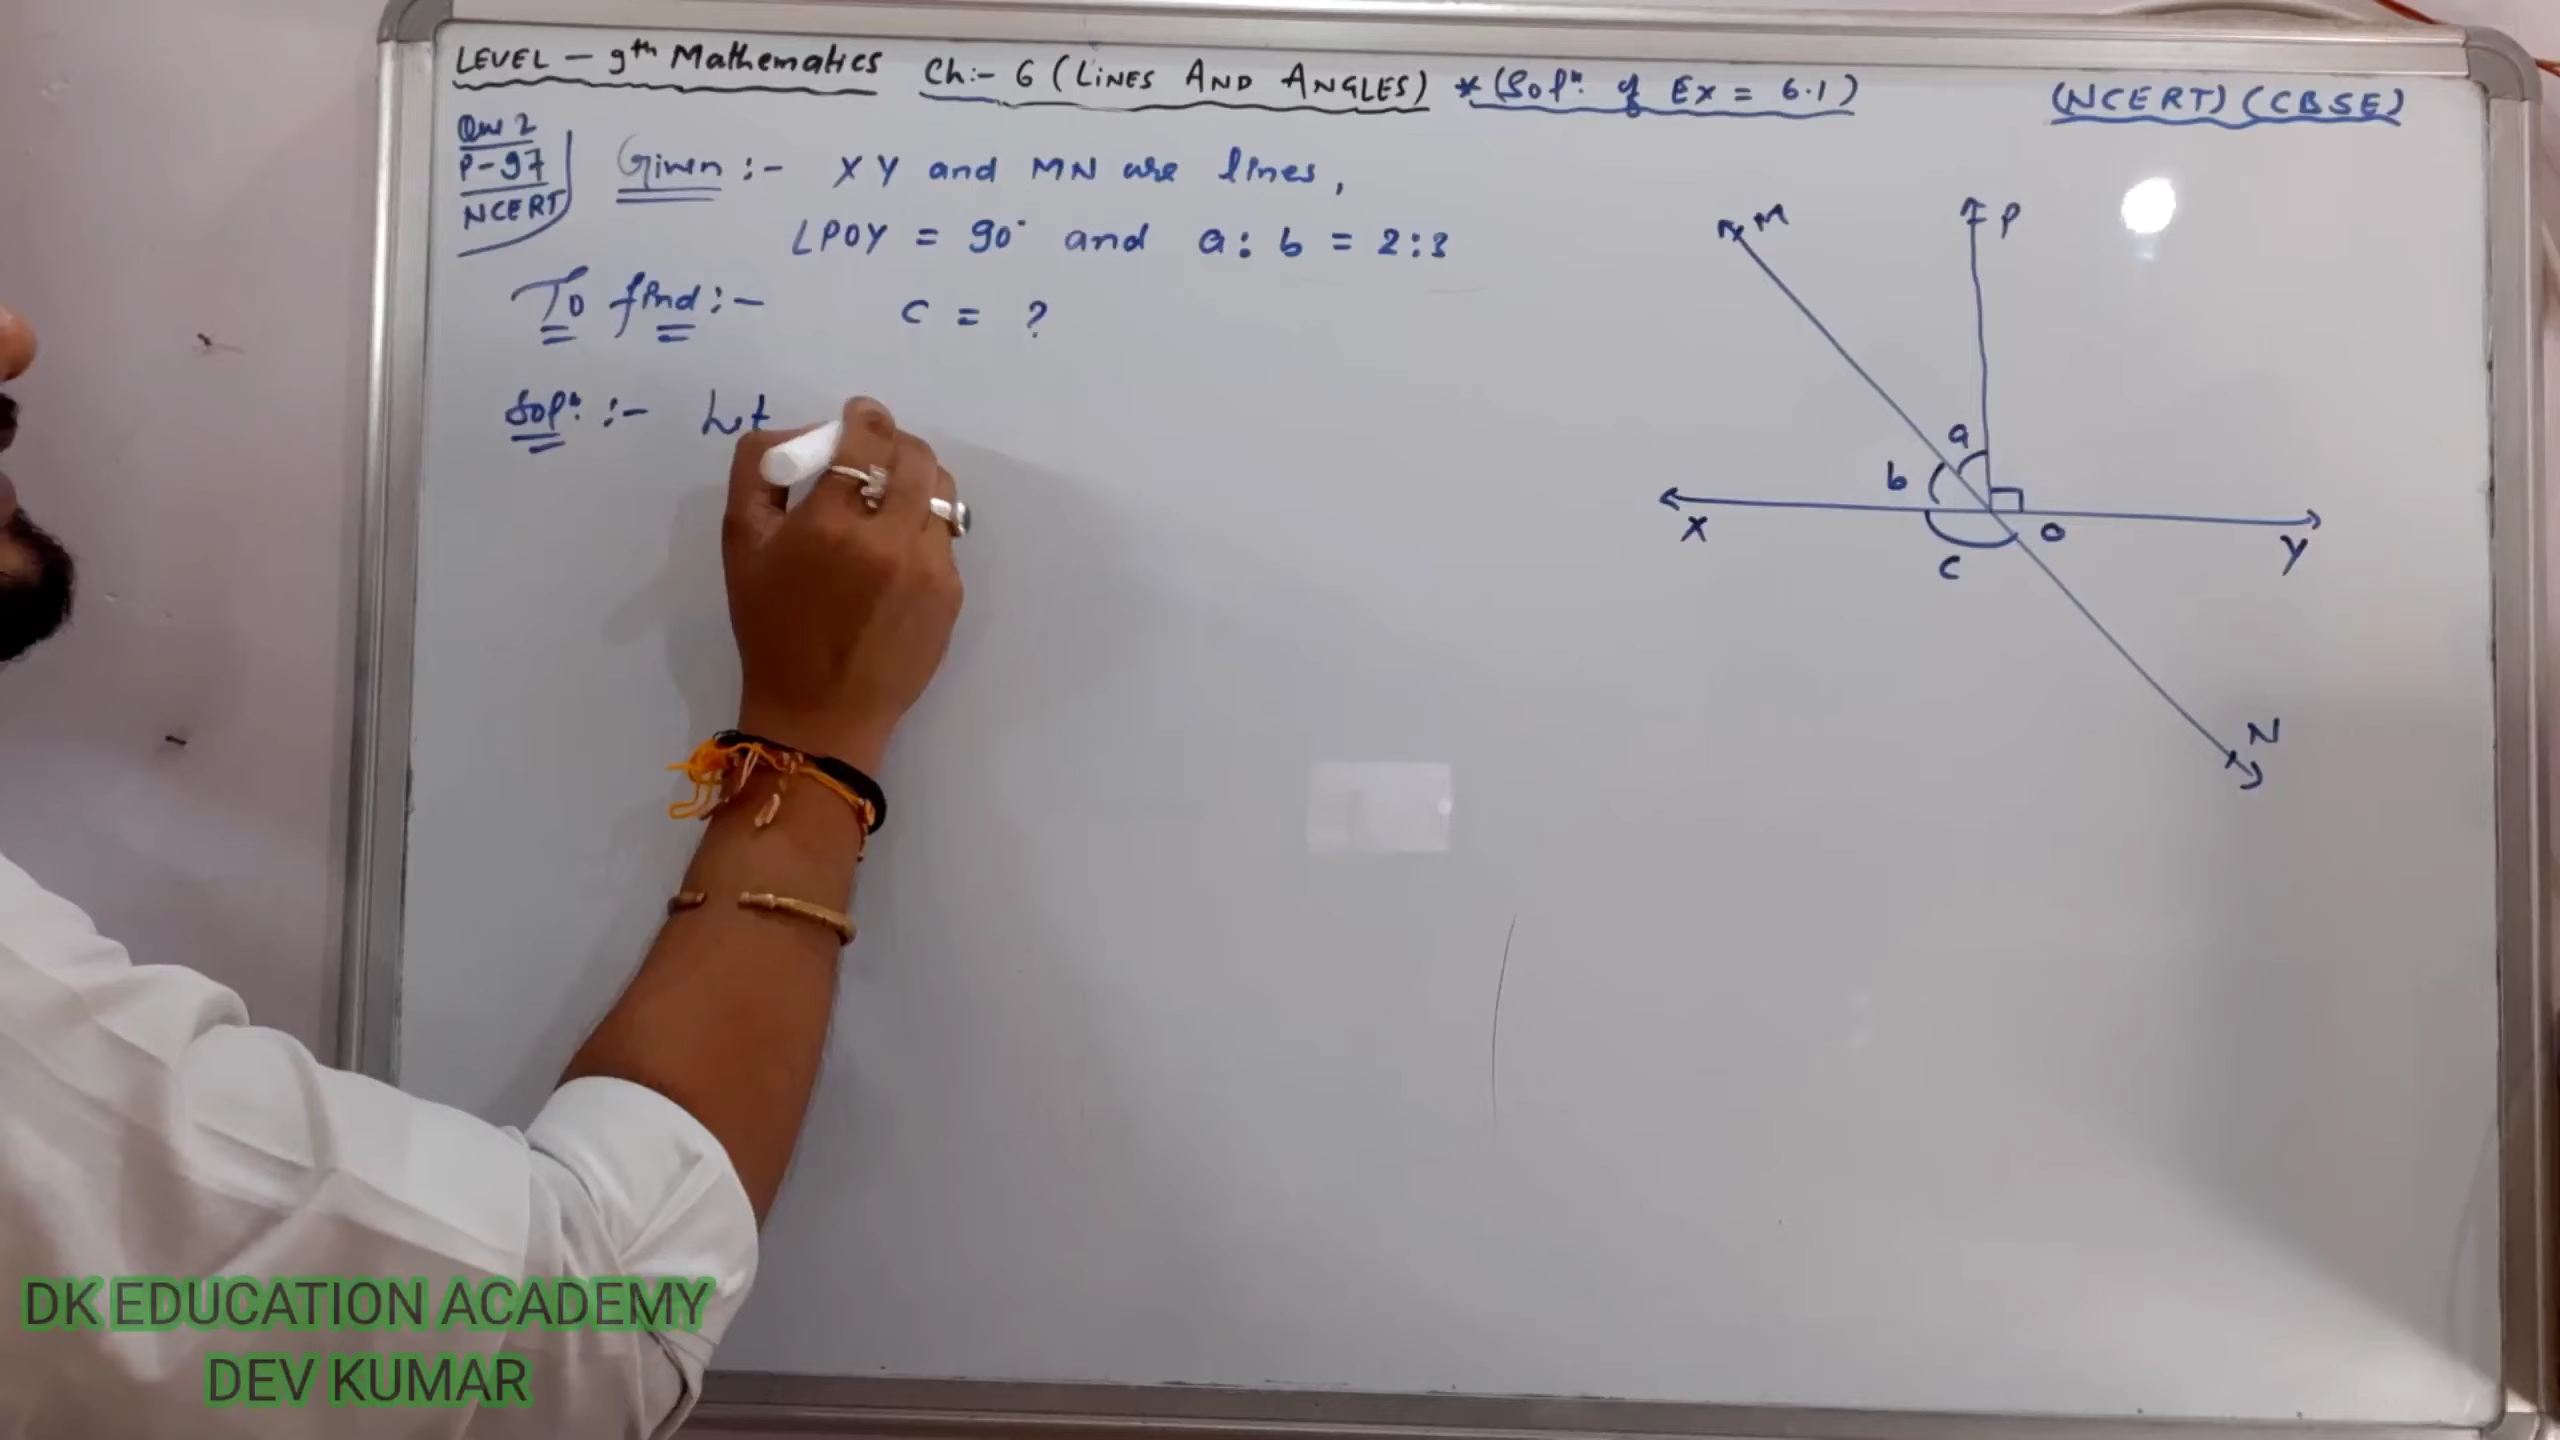 LEVEL - 9th Mathematics Ch:- 6 (LINES AND ANGLES) * (Solⁿ. of Ex = 6.1) (NCERT) (CBSE)
Que 2
P-97
NCERT
Given :- XY and MN are lines,
∠POY = 90° and a : b = 2:3
To find :- c = ?
Solⁿ. :- Let
M
P
a
b
X
O
Y
c
N
DK EDUCATION ACADEMY
DEV KUMAR